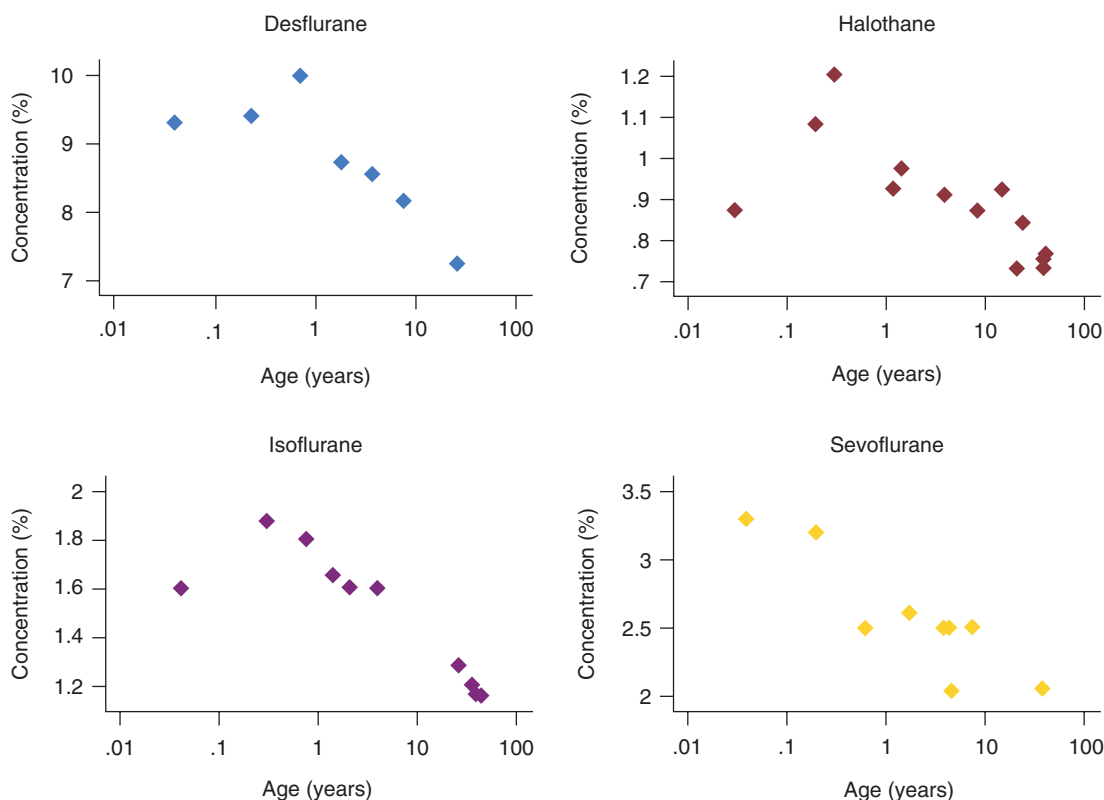 Desflurane
Concentration (%)
10
9
8
7
.01 .1 1 10 100
Age (years)
Halothane
Concentration (%)
1.2
1.1
1
.9
.8
.7
.01 .1 1 10 100
Age (years)
Isoflurane
Concentration (%)
2
1.8
1.6
1.4
1.2
.01 .1 1 10 100
Age (years)
Sevoflurane
Concentration (%)
3.5
3
2.5
2
.01 .1 1 10 100
Age (years)